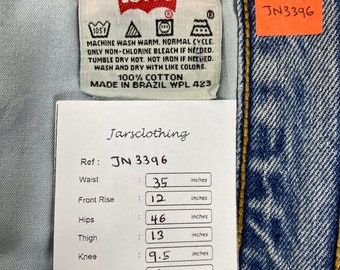 JN3396
105F
MACHINE WASH WARM. NORMAL CYCLE.
ONLY NON-CHLORINE BLEACH IF NEEDED.
TUMBLE DRY HOT. HOT IRON IF NEEDED.
WASH AND DRY WITH LIKE COLORS.
100% COTTON
MADE IN BRAZIL WPL 423
Jarsclothing
Ref : JN 3396
Waist : 35 inches
Front Rise : 12 inches
Hips : 46 inches
Thigh : 13 inches
Knee : 9.5 inches